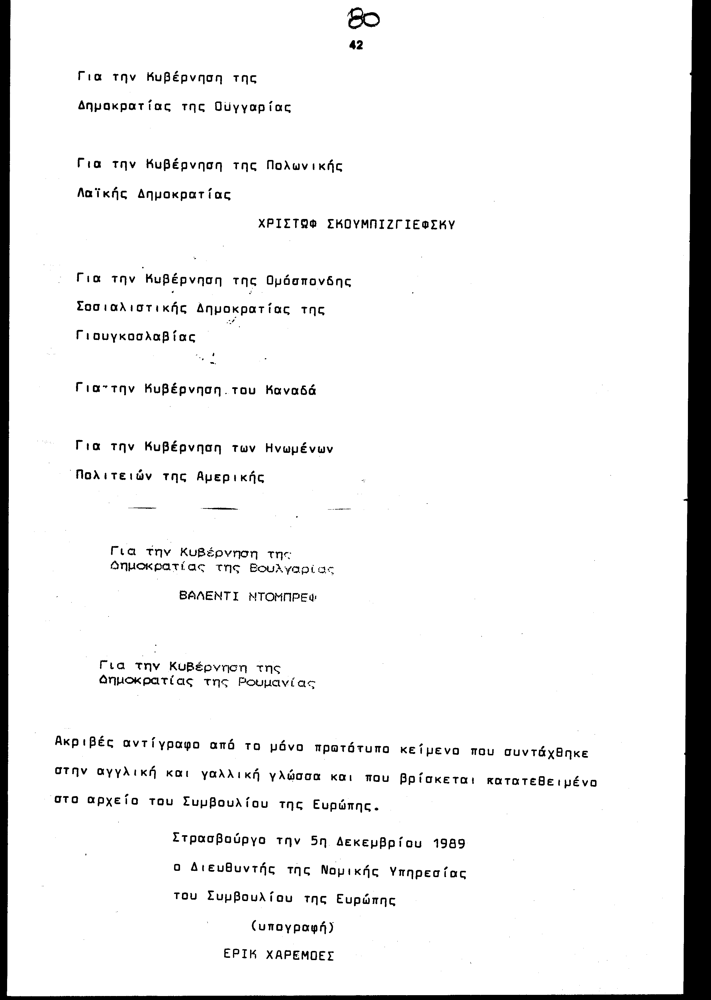 80
42
Για την Κυβέρνηση της
Δημοκρατίας της Ουγγαρίας
Για την Κυβέρνηση της Πολωνικής
Λαϊκής Δημοκρατίας
ΧΡΙΣΤΩΦ ΣΚΟΥΜΠΙΖΓΙΕΦΣΚΥ
Για την Κυβέρνηση της Ομόσπονδης
Σοσιαλιστικής Δημοκρατίας της
Γιουγκοσλαβίας
Για την Κυβέρνηση του Καναδά
Για την Κυβέρνηση των Ηνωμένων
Πολιτειών της Αμερικής
Για την Κυβέρνηση της
Δημοκρατίας της Βουλγαρίας
ΒΑΛΕΝΤΙ ΝΤΟΜΠΡΕΦ
Για την Κυβέρνηση της
Δημοκρατίας της Ρουμανίας
Ακριβές αντίγραφο από το μόνο πρωτότυπο κείμενο που συντάχθηκε
στην αγγλική και γαλλική γλώσσα και που βρίσκεται κατατεθειμένο
στο αρχείο του Συμβουλίου της Ευρώπης.
Στρασβούργο την 5η Δεκεμβρίου 1989
ο Διευθυντής της Νομικής Υπηρεσίας
του Συμβουλίου της Ευρώπης
(υπογραφή)
ΕΡΙΚ ΧΑΡΕΜΟΕΣ